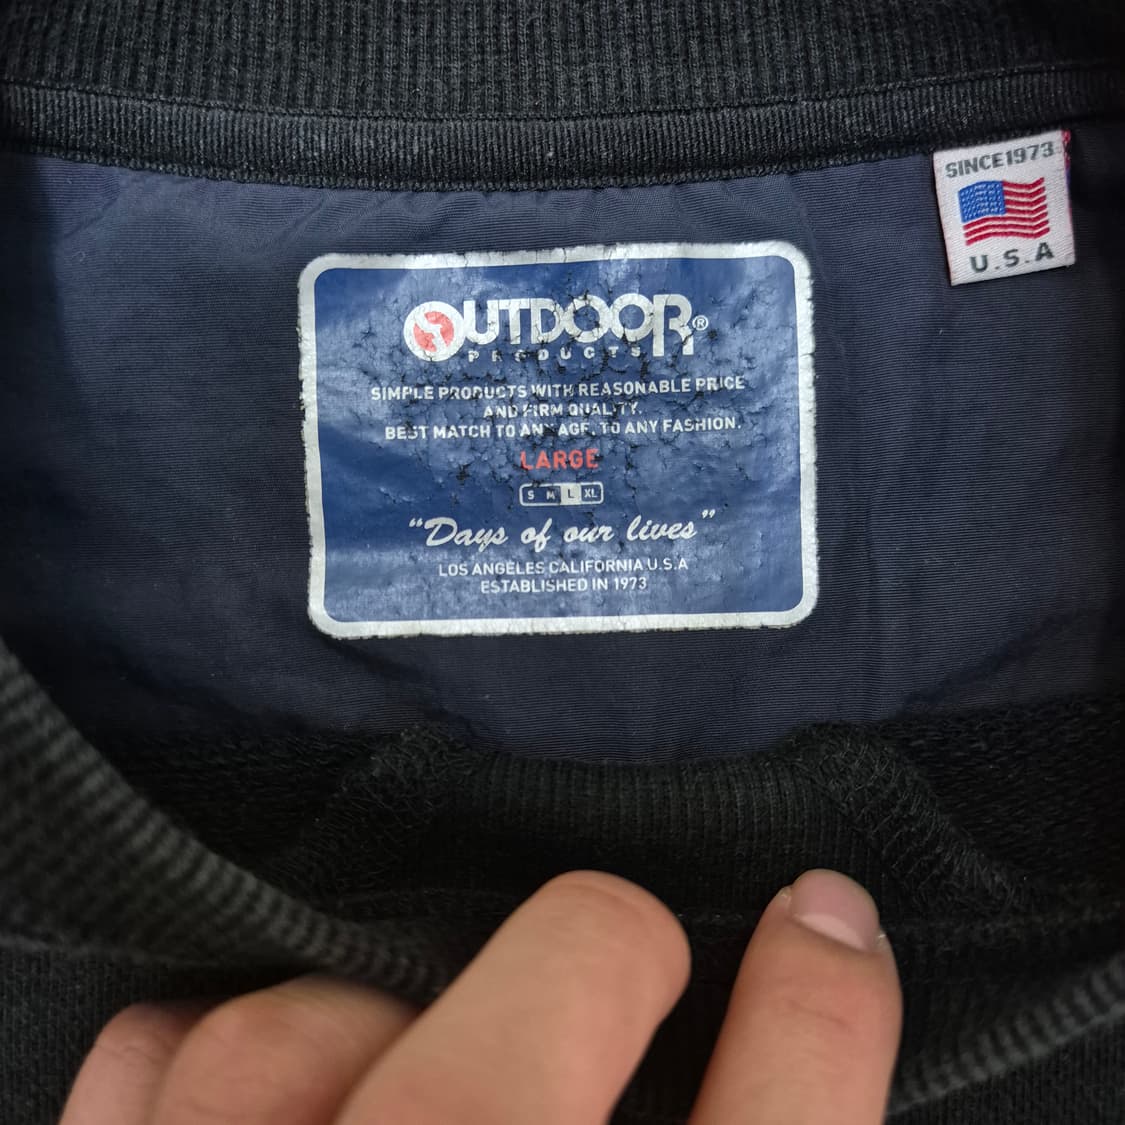 SINCE1973
U.S.A
OUTDOOR®
PRODUCTS
SIMPLE PRODUCTS WITH REASONABLE PRICE
AND FIRM QUALITY.
BEST MATCH TO ANY AGE, TO ANY FASHION.
LARGE
S M L XL
“Days of our lives”
LOS ANGELES CALIFORNIA U.S.A
ESTABLISHED IN 1973